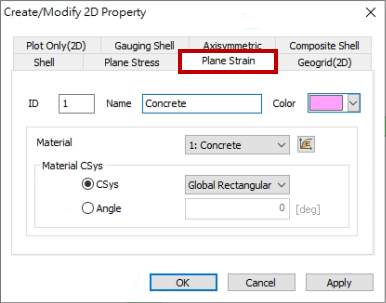 Create/Modify 2D Property
Plot Only(2D) Gauging Shell Axisymmetric Composite Shell
Shell Plane Stress Plane Strain Geogrid(2D)
ID 1 Name Concrete Color
Material 1: Concrete
Material CSys
CSys Global Rectangular
Angle 0 [deg]
OK Cancel Apply